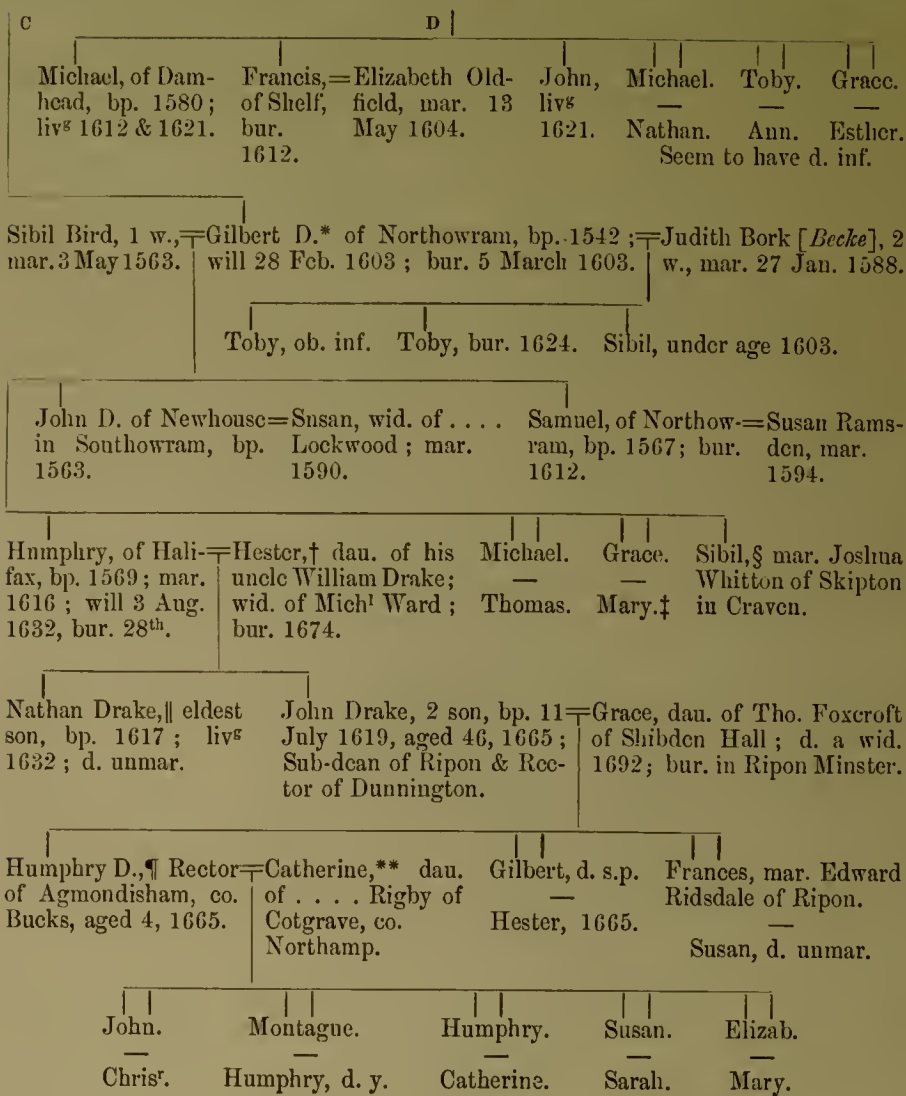 C D
Michael, of Dam- Francis,=Elizabeth Old- John, Michael. Toby. Grace.
head, bp. 1580; of Shelf, field, mar. 13 livᵍ — — —
livᵍ 1612 & 1621. bur. May 1604. 1621. Nathan. Ann. Esther.
1612. Seem to have d. inf.
Sibil Bird, 1 w.,=Gilbert D.* of Northowram, bp. 1542;=Judith Bork [Becke], 2
mar. 3 May 1563. will 28 Feb. 1603; bur. 5 March 1603. w., mar. 27 Jan. 1588.
Toby, ob. inf. Toby, bur. 1624. Sibil, under age 1603.
John D. of Newhouse=Susan, wid. of .... Samuel, of Northow-=Susan Rams-
in Southowram, bp. Lockwood; mar. ram, bp. 1567; bur. den, mar.
1563. 1590. 1612. 1594.
Humphry, of Hali-=Hester,† dau. of his Michael. Grace. Sibil,§ mar. Joshua
fax, bp. 1569; mar. uncle William Drake; — — Whitton of Skipton
1616; will 3 Aug. wid. of Michˡ Ward; Thomas. Mary.‡ in Craven.
1632, bur. 28ᵗʰ. bur. 1674.
Nathan Drake,|| eldest John Drake, 2 son, bp. 11=Grace, dau. of Tho. Foxcroft
son, bp. 1617; livᵍ July 1619, aged 46, 1665; of Shibden Hall; d. a wid.
1632; d. unmar. Sub-dean of Ripon & Rec- 1692; bur. in Ripon Minster.
tor of Dunnington.
Humphry D.,¶ Rector=Catherine,** dau. Gilbert, d. s.p. Frances, mar. Edward
of Agmondisham, co. of .... Rigby of — Ridsdale of Ripon.
Bucks, aged 4, 1665. Cotgrave, co. Hester, 1665. —
Northamp. Susan, d. unmar.
John. Montague. Humphry. Susan. Elizab.
— — — — —
Chrisʳ. Humphry, d. y. Catherine. Sarah. Mary.